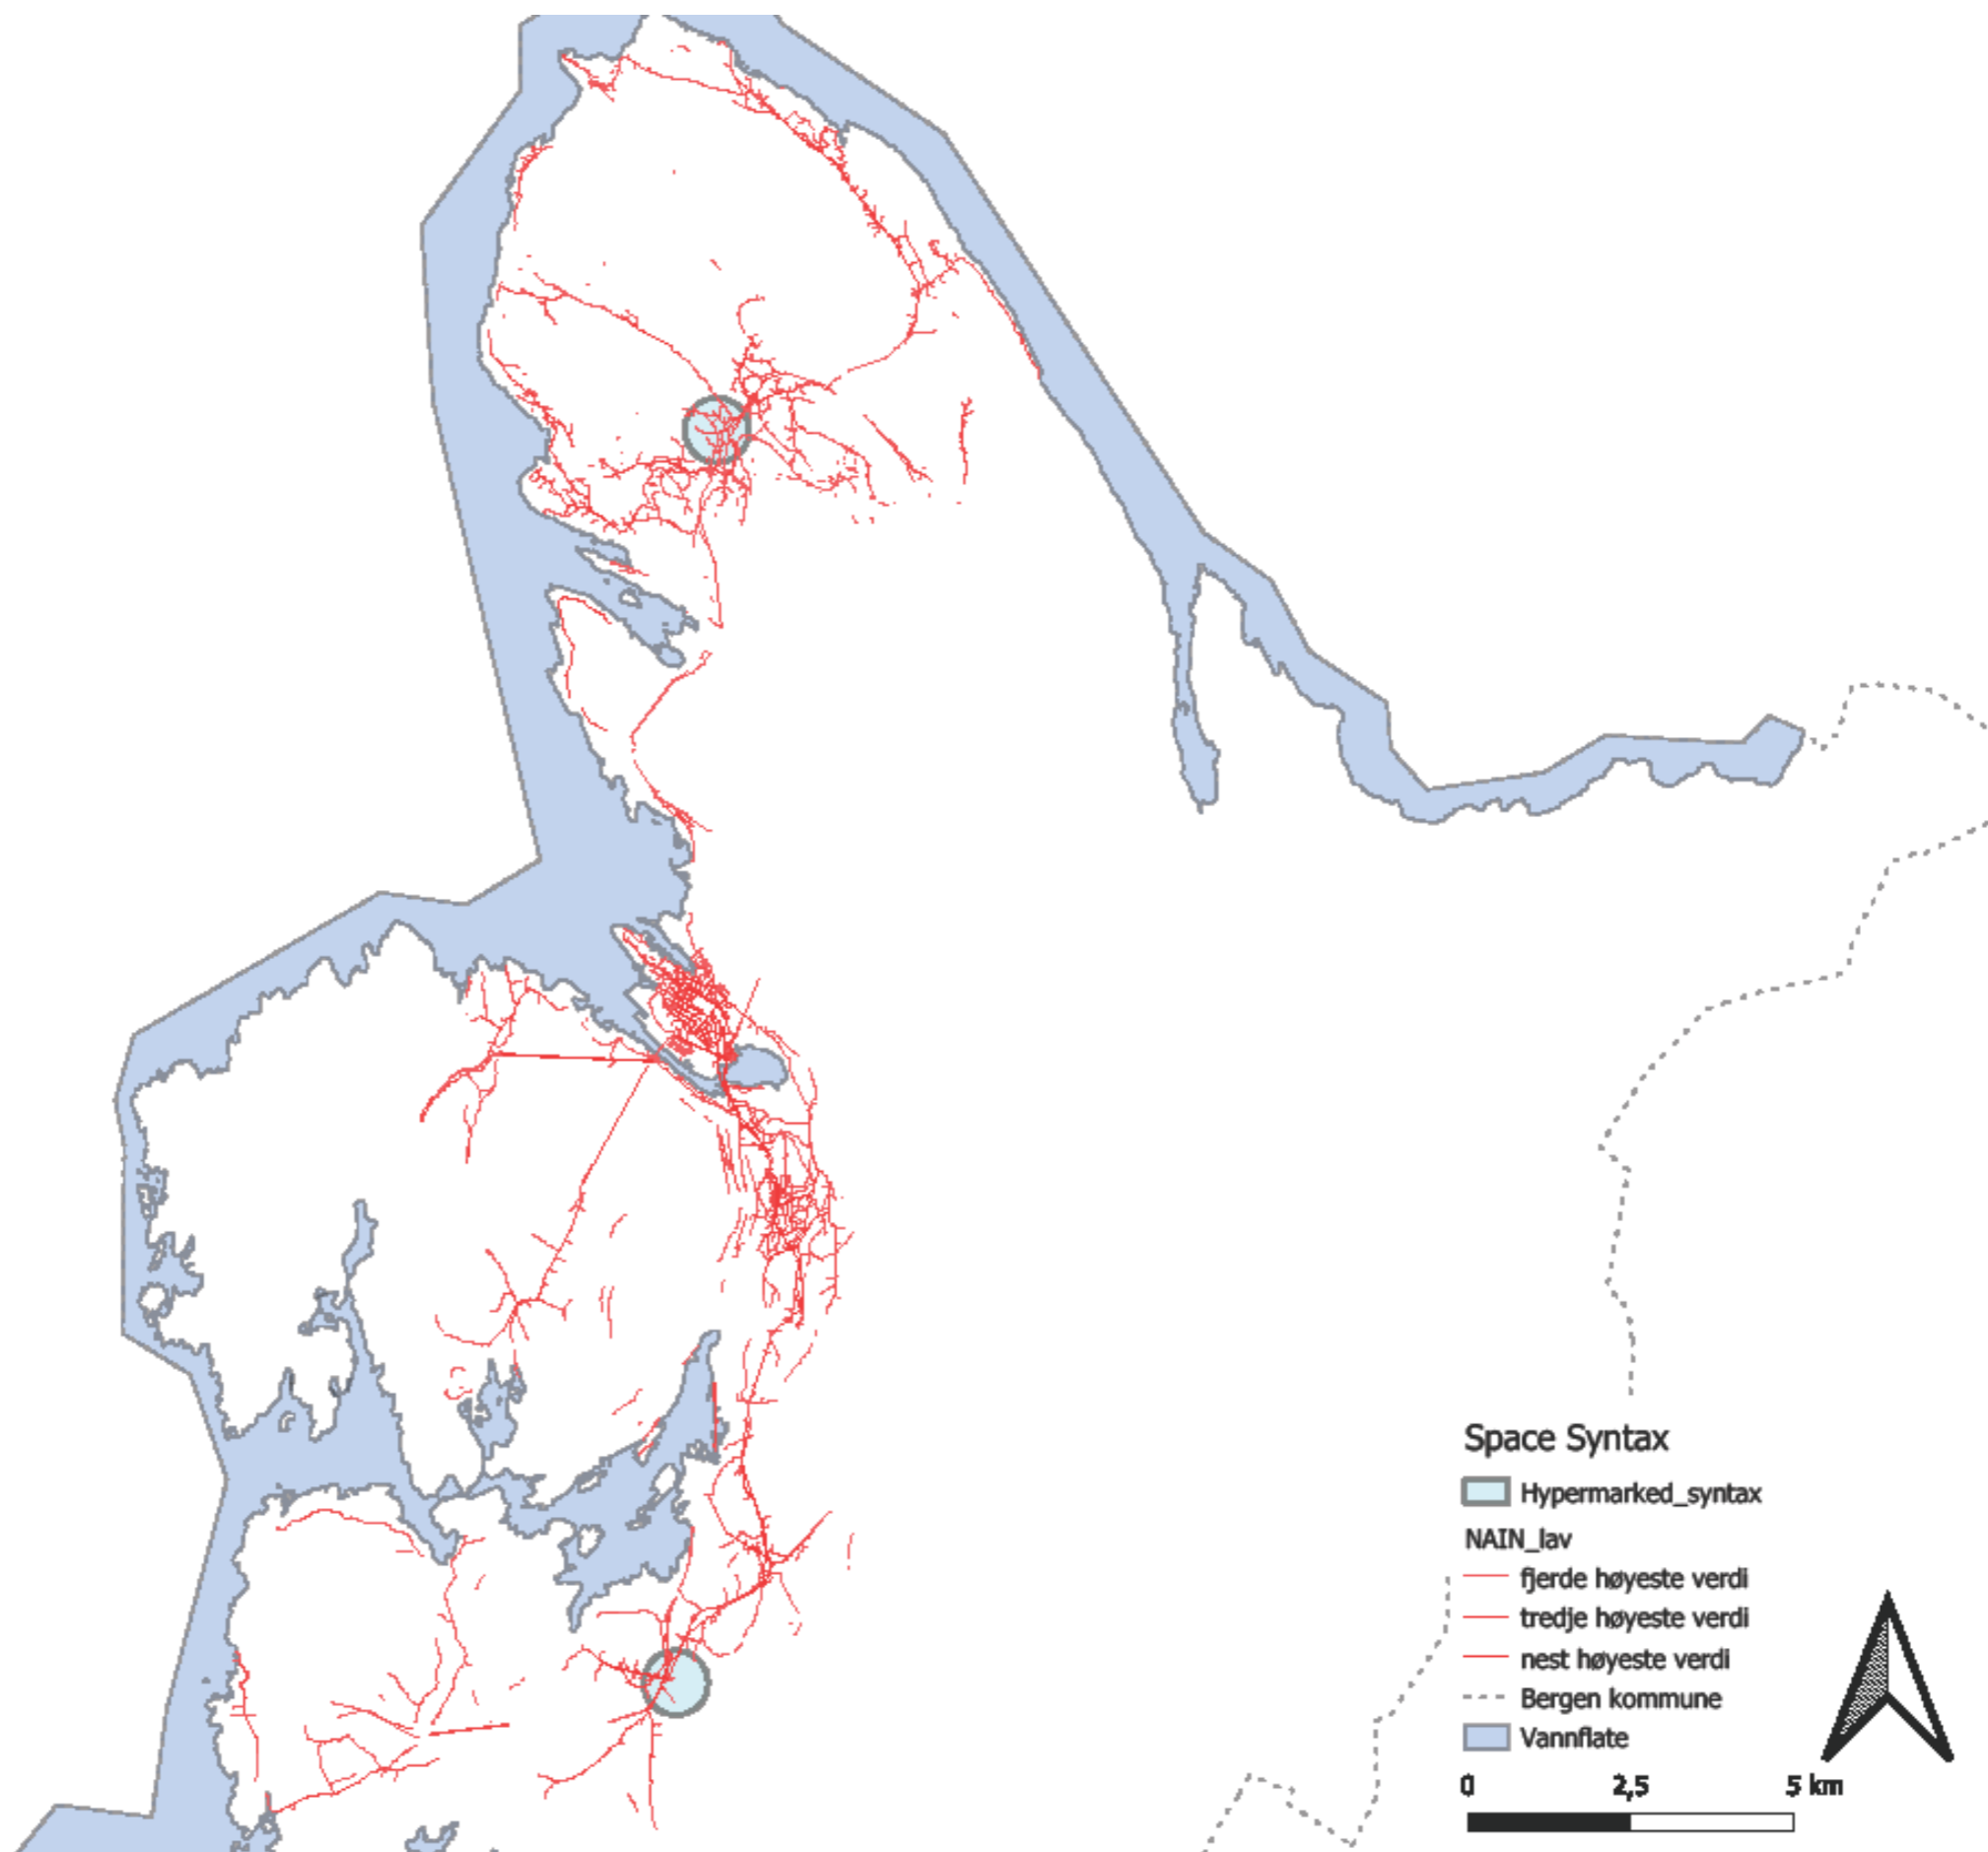 Space Syntax
Hypermarked_syntax
NAIN_lav
fjerde høyeste verdi
tredje høyeste verdi
nest høyeste verdi
Bergen kommune
Vannflate
0 2,5 5 km